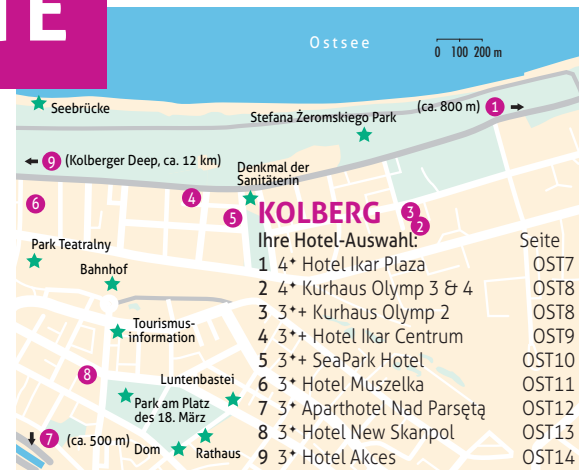 TE
Ostsee
0 100 200 m
Seebrücke
Stefana Żeromskiego Park
(ca. 800 m) 1 →
← 9 (Kolberger Deep, ca. 12 km)
Denkmal der
Sanitäterin
4
6
5
3
2
KOLBERG
Park Teatralny
Bahnhof
Tourismus-
information
8
Luntenbastei
Park am Platz
des 18. März
↓ 7 (ca. 500 m)
Dom
Rathaus
Ihre Hotel-Auswahl: Seite
1 4* Hotel Ikar Plaza OST7
2 4* Kurhaus Olymp 3 & 4 OST8
3 3*+ Kurhaus Olymp 2 OST8
4 3*+ Hotel Ikar Centrum OST9
5 3*+ SeaPark Hotel OST10
6 3* Hotel Muszelka OST11
7 3* Aparthotel Nad Parsętą OST12
8 3* Hotel New Skanpol OST13
9 3* Hotel Akces OST14